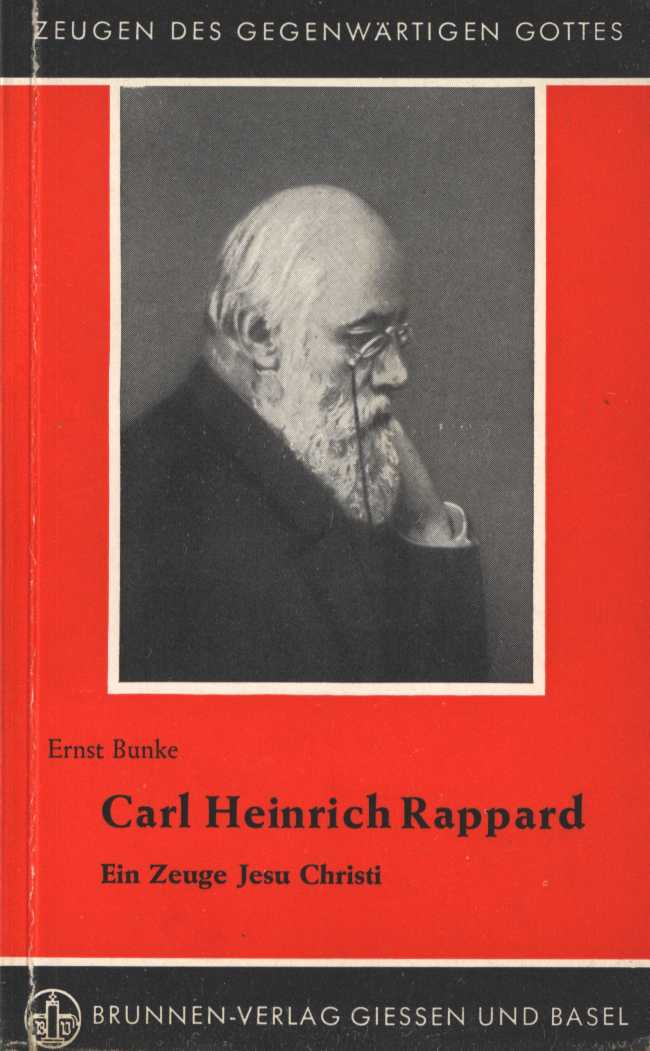 ZEUGEN DES GEGENWÄRTIGEN GOTTES
Ernst Bunke
Carl Heinrich Rappard
Ein Zeuge Jesu Christi
B V
BRUNNEN-VERLAG GIESSEN UND BASEL